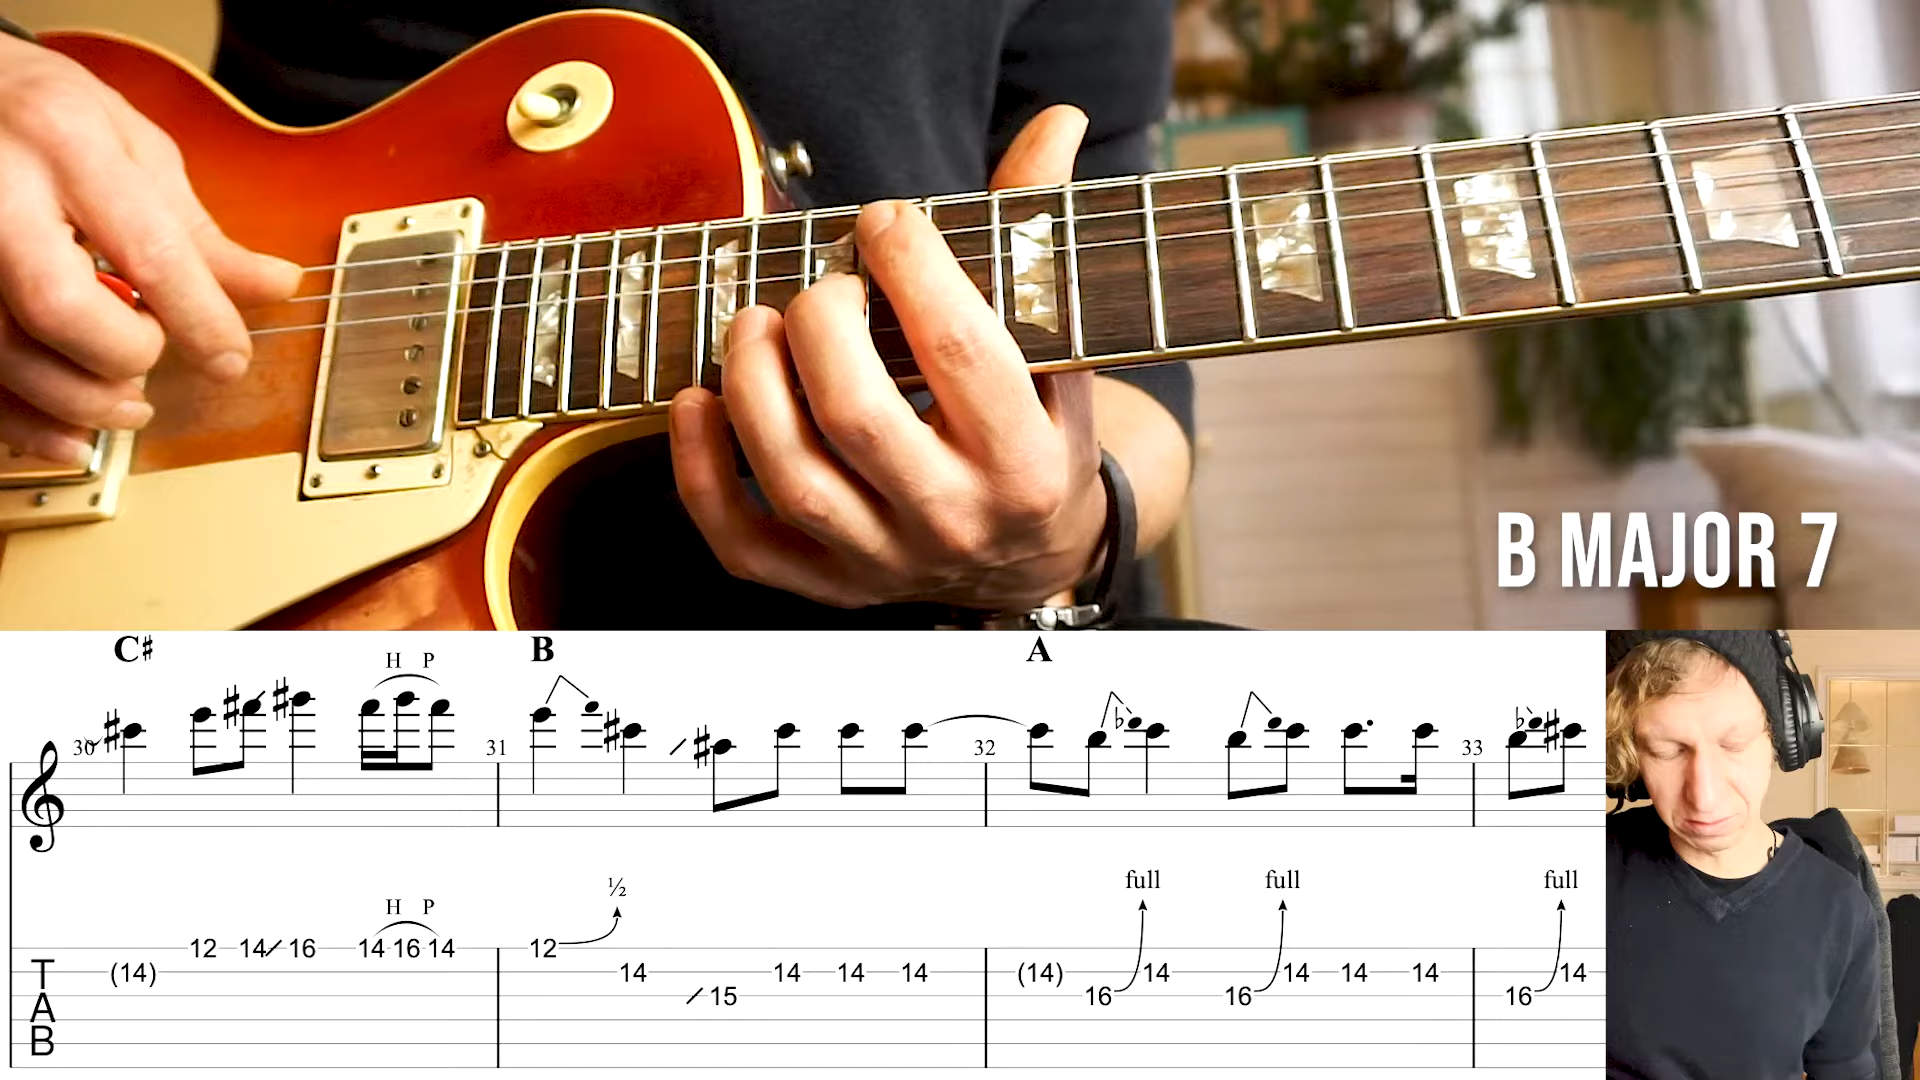 B MAJOR 7
C♯ B A
H P
30 31 32 33
½ full full full
H P
12 14 16 14 16 14 12
(14) 14 14 14 14 (14) 14 14 14 14 14
15 16 16 16
T
A
B